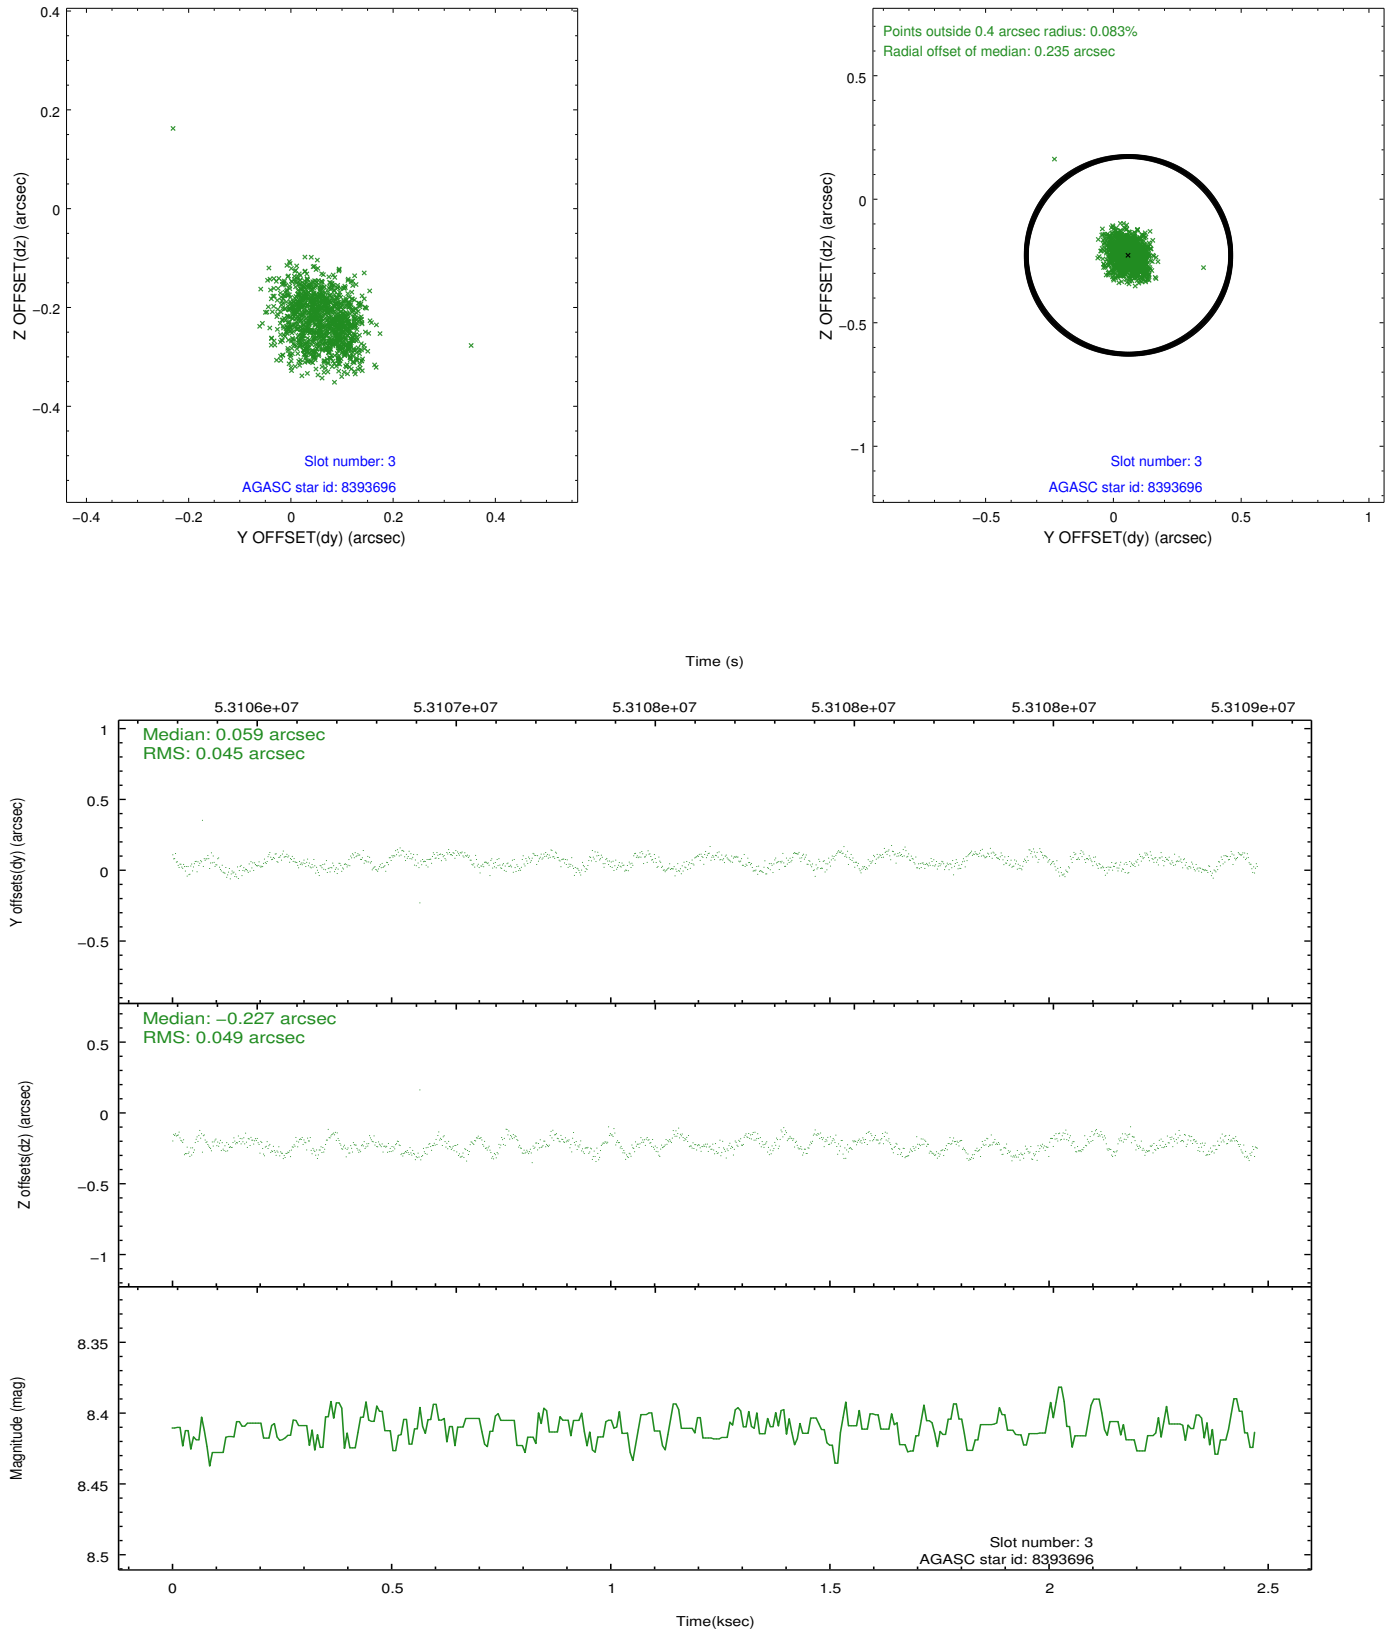 0.4
0.2
0
−0.2
−0.4
Z OFFSET(dz) (arcsec)
Slot number: 3
AGASC star id: 8393696
−0.4
−0.2
0
0.2
0.4
Y OFFSET(dy) (arcsec)
Points outside 0.4 arcsec radius: 0.083%
Radial offset of median: 0.235 arcsec
0.5
0
−0.5
−1
Z OFFSET(dz) (arcsec)
Slot number: 3
AGASC star id: 8393696
−0.5
0
0.5
1
Y OFFSET(dy) (arcsec)
Time (s)
5.3106e+07
5.3107e+07
5.3108e+07
5.3108e+07
5.3108e+07
5.3109e+07
Median: 0.059 arcsec
RMS: 0.045 arcsec
1
0.5
0
−0.5
Y offsets(dy) (arcsec)
Median: −0.227 arcsec
RMS: 0.049 arcsec
0.5
0
−0.5
−1
Z offsets(dz) (arcsec)
8.35
8.4
8.45
8.5
Magnitude (mag)
Slot number: 3
AGASC star id: 8393696
0
0.5
1
1.5
2
2.5
Time(ksec)